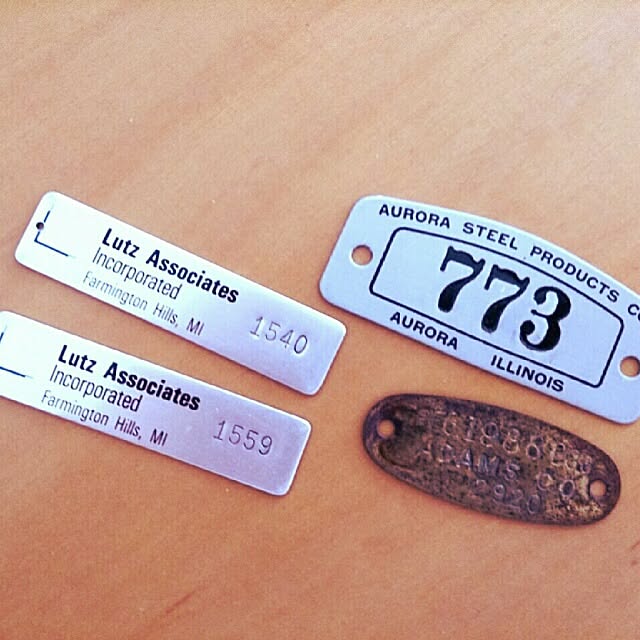 Lutz Associates
Incorporated
Farmington Hills, MI
1540
Lutz Associates
Incorporated
Farmington Hills, MI
1559
AURORA STEEL PRODUCTS CO
773
AURORA ILLINOIS
ADAMS CO